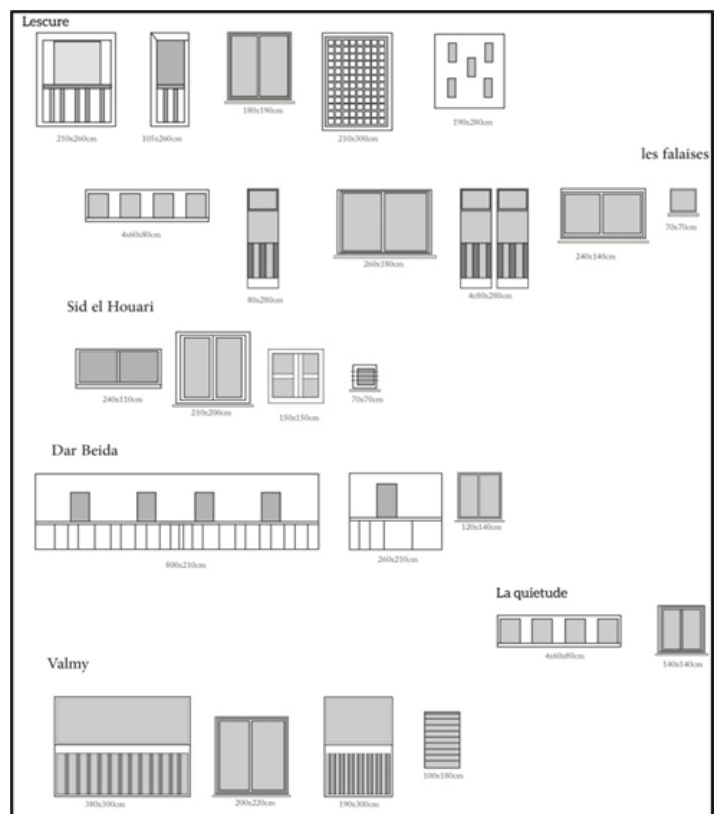 Lescure
210x260cm
105x260cm
180x190cm
210x300cm
190x280cm
les falaises
4x60x80cm
80x280cm
260x180cm
4x80x280cm
240x140cm
70x70cm
Sid el Houari
240x110cm
210x200cm
150x150cm
70x70cm
Dar Beida
800x210cm
260x210cm
120x140cm
La quietude
4x60x80cm
140x140cm
Valmy
380x300cm
200x220cm
190x300cm
100x180cm